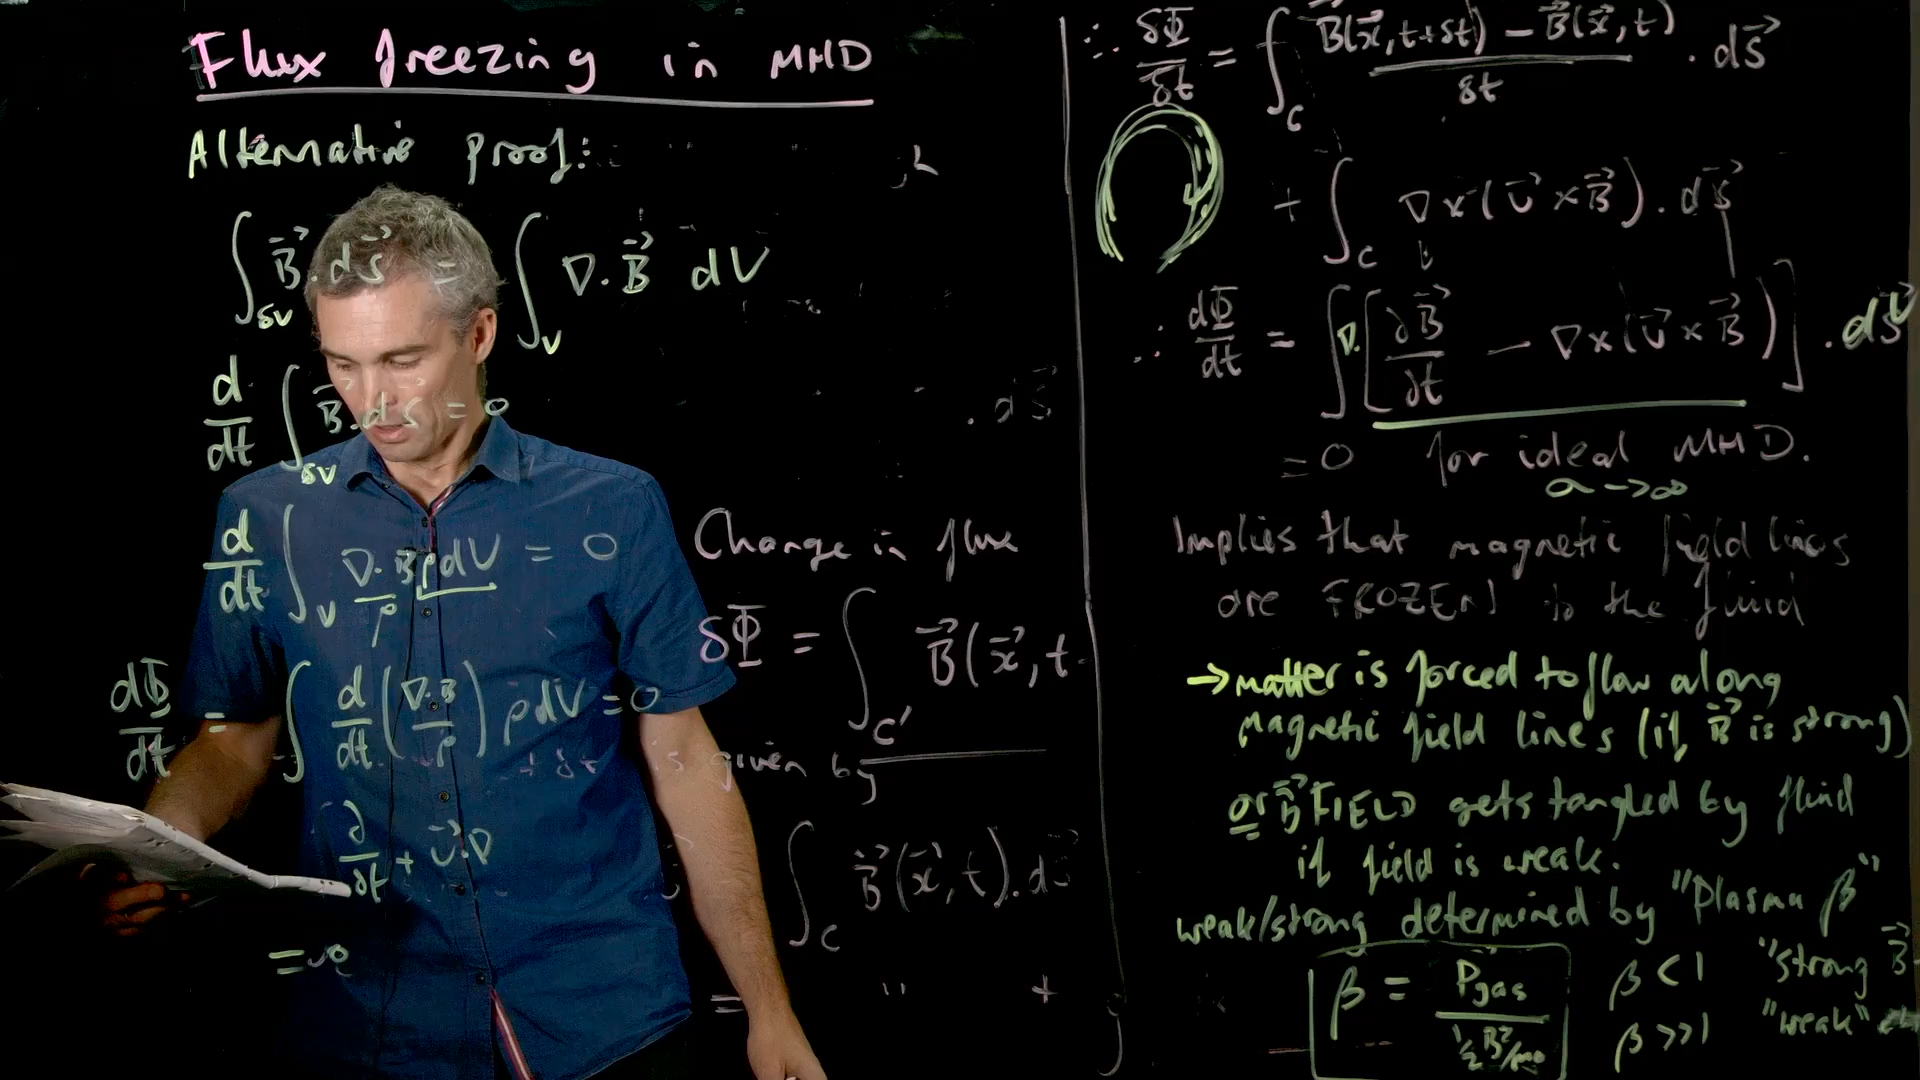 Flux freezing in MHD
Alternative proof:
∫_δV B⃗.dS⃗ = ∫_V ∇.B⃗ dV
d/dt ∫_δV B⃗.dS⃗ = 0
d/dt ∫_V ∇.B/ρ ρdV = 0
dΦ/dt = ∫ d/dt (∇.B/ρ) ρdV = 0
∂/∂t + v⃗.∇
Change in flux
δΦ = ∫_C' B⃗(x⃗,t
is given by
∫_C B⃗(x⃗,t).dS⃗
= " +
∴ δΦ/δt = ∫_C (B⃗(x⃗,t+δt) − B⃗(x⃗,t))/δt . dS⃗
+ ∫_C ∇×(v⃗×B⃗).dS⃗
∴ dΦ/dt = ∫ ∇.[∂B⃗/∂t − ∇×(v⃗×B⃗)] . dS⃗
= 0 for ideal MHD.
σ → ∞
Implies that magnetic field lines
are FROZEN to the fluid
→ matter is forced to flow along
magnetic field lines (if B⃗ is strong)
or B⃗ FIELD gets tangled by fluid
if field is weak.
weak/strong determined by "Plasma β"
β = Pgas / ½B²/μ₀
β < 1 "strong B⃗
β >> 1 "weak"